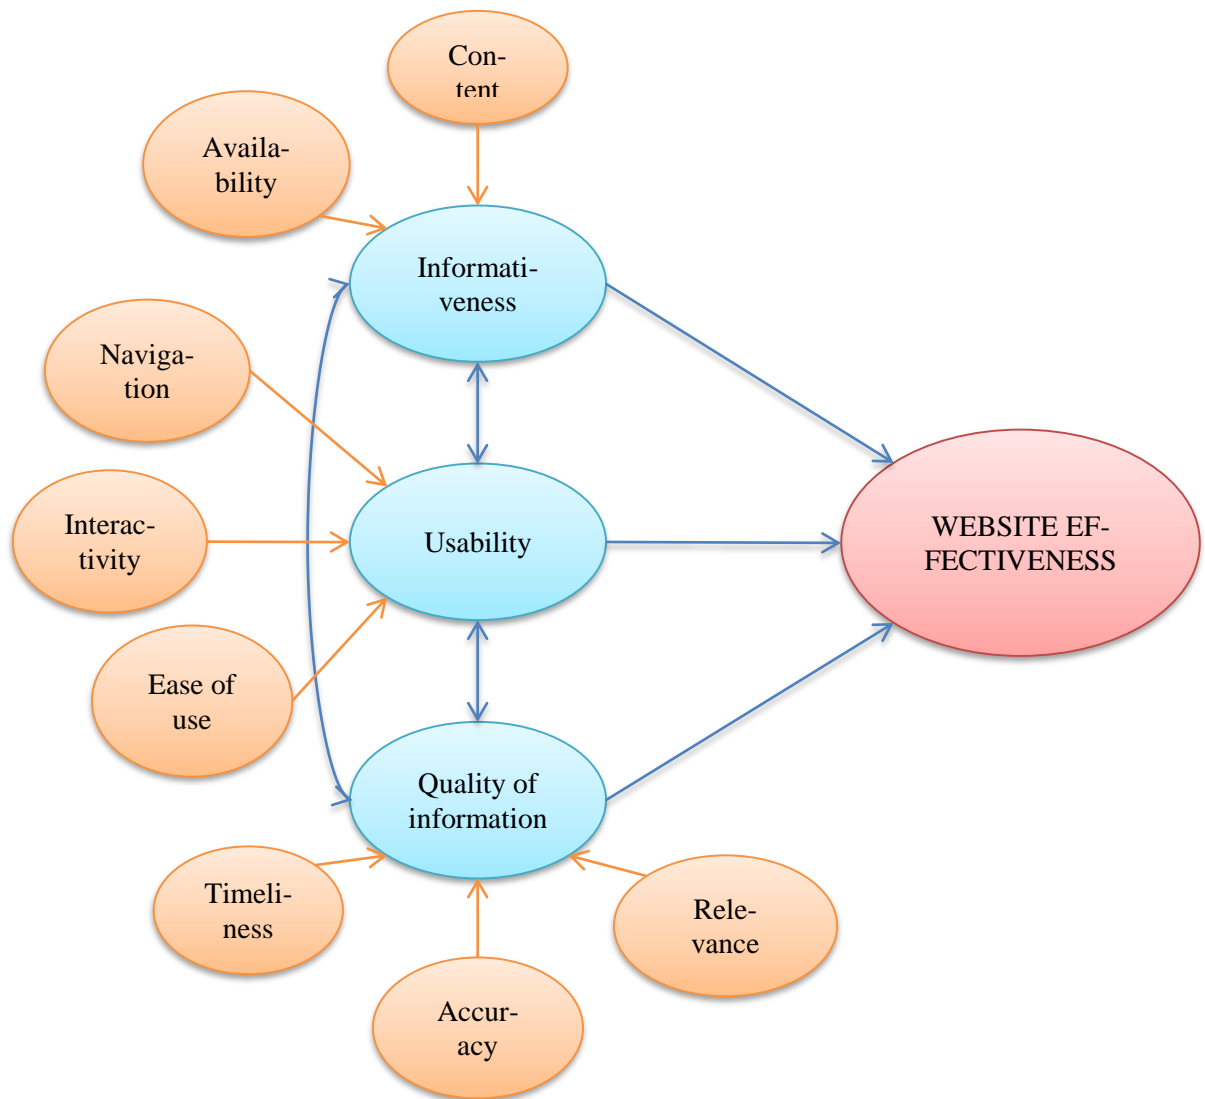 Con-
tent
Availa-
bility
Informati-
veness
Naviga-
tion
Interac-
tivity
Usability
WEBSITE EF-
FECTIVENESS
Ease of
use
Quality of
information
Timeli-
ness
Rele-
vance
Accur-
acy